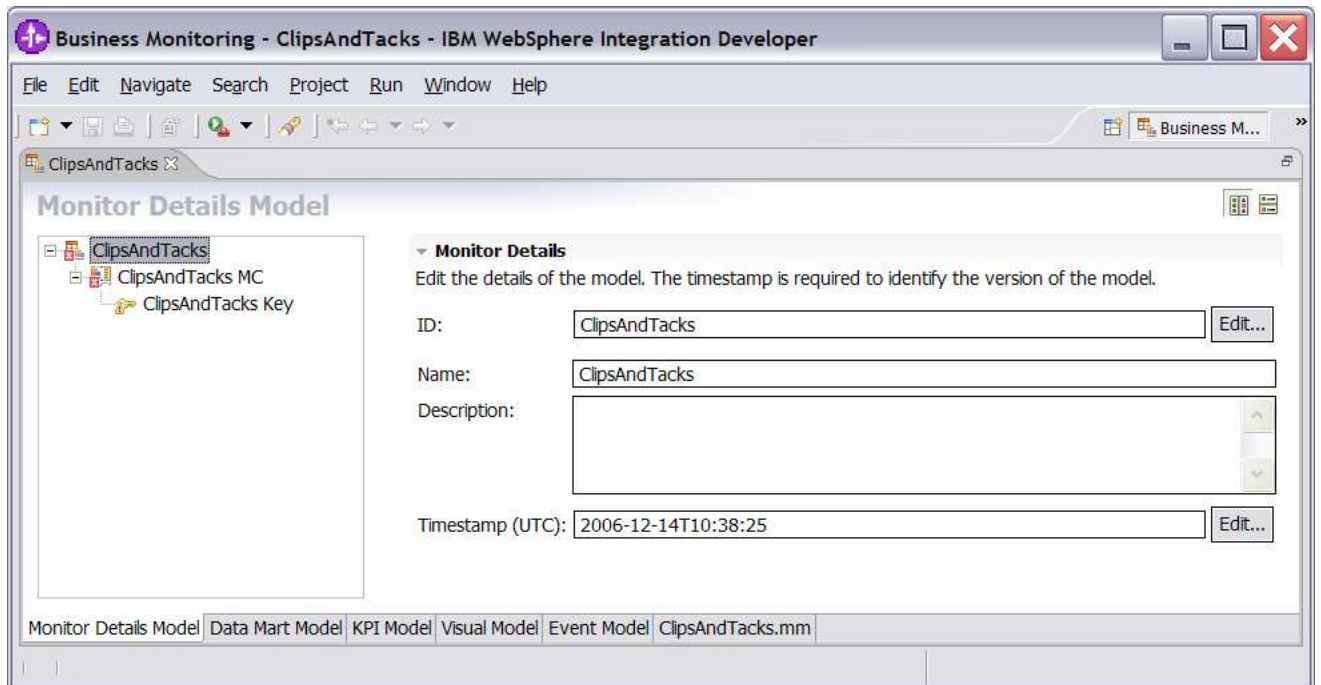 Business Monitoring - ClipsAndTacks - IBM WebSphere Integration Developer
File Edit Navigate Search Project Run Window Help
Business M...
ClipsAndTacks
Monitor Details Model
ClipsAndTacks
ClipsAndTacks MC
ClipsAndTacks Key
Monitor Details
Edit the details of the model. The timestamp is required to identify the version of the model.
ID: ClipsAndTacks Edit...
Name: ClipsAndTacks
Description:
Timestamp (UTC): 2006-12-14T10:38:25 Edit...
Monitor Details Model Data Mart Model KPI Model Visual Model Event Model ClipsAndTacks.mm